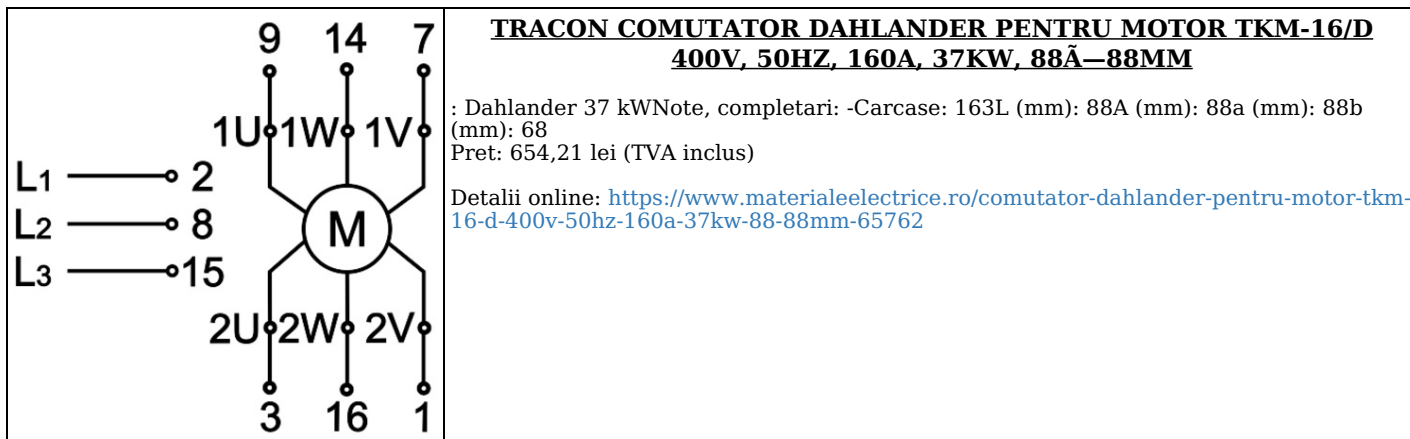 9 14 7
1U 1W 1V
L1 2
L2 8
M
L3 15
2U 2W 2V
3 16 1
TRACON COMUTATOR DAHLANDER PENTRU MOTOR TKM-16/D
400V, 50HZ, 160A, 37KW, 88Ã—88MM
: Dahlander 37 kWNote, completari: -Carcase: 163L (mm): 88A (mm): 88a (mm): 88b
(mm): 68
Pret: 654,21 lei (TVA inclus)
Detalii online: https://www.materialeelectrice.ro/comutator-dahlander-pentru-motor-tkm-
16-d-400v-50hz-160a-37kw-88-88mm-65762